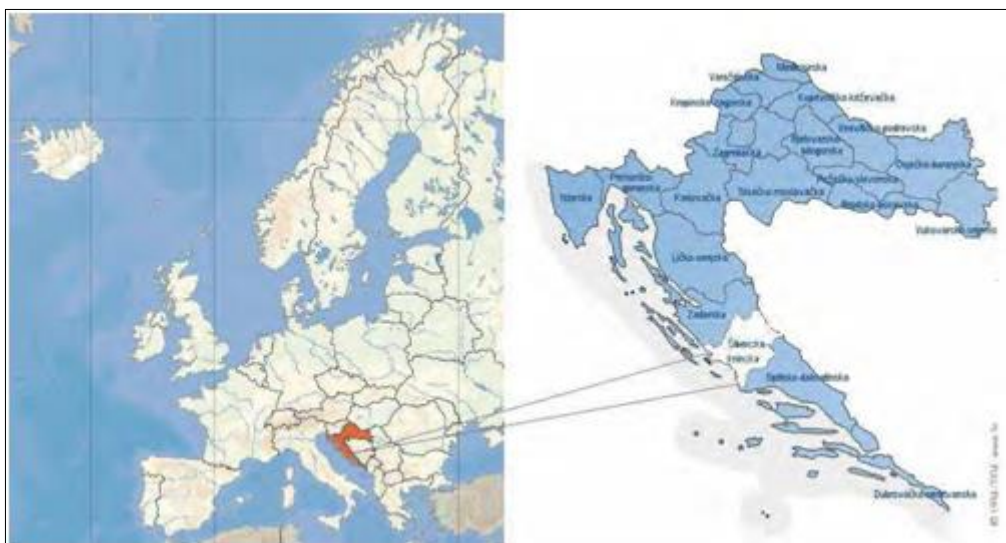 Međimurska
Varaždinska
Krapinsko zagorska
Koprivničko križevačka
Virovitičko podravska
Bjelovarsko
bilogorska
Zagrebačka
Osječko baranjska
Požeško slavonska
Primorsko
goranska
Istarska
Karlovačka
Sisačko moslavačka
Brodsko posavska
Vukovarsko srijemska
Ličko senjska
Zadarska
Šibensko
kninska
Splitsko dalmatinska
Dubrovačko neretvanska